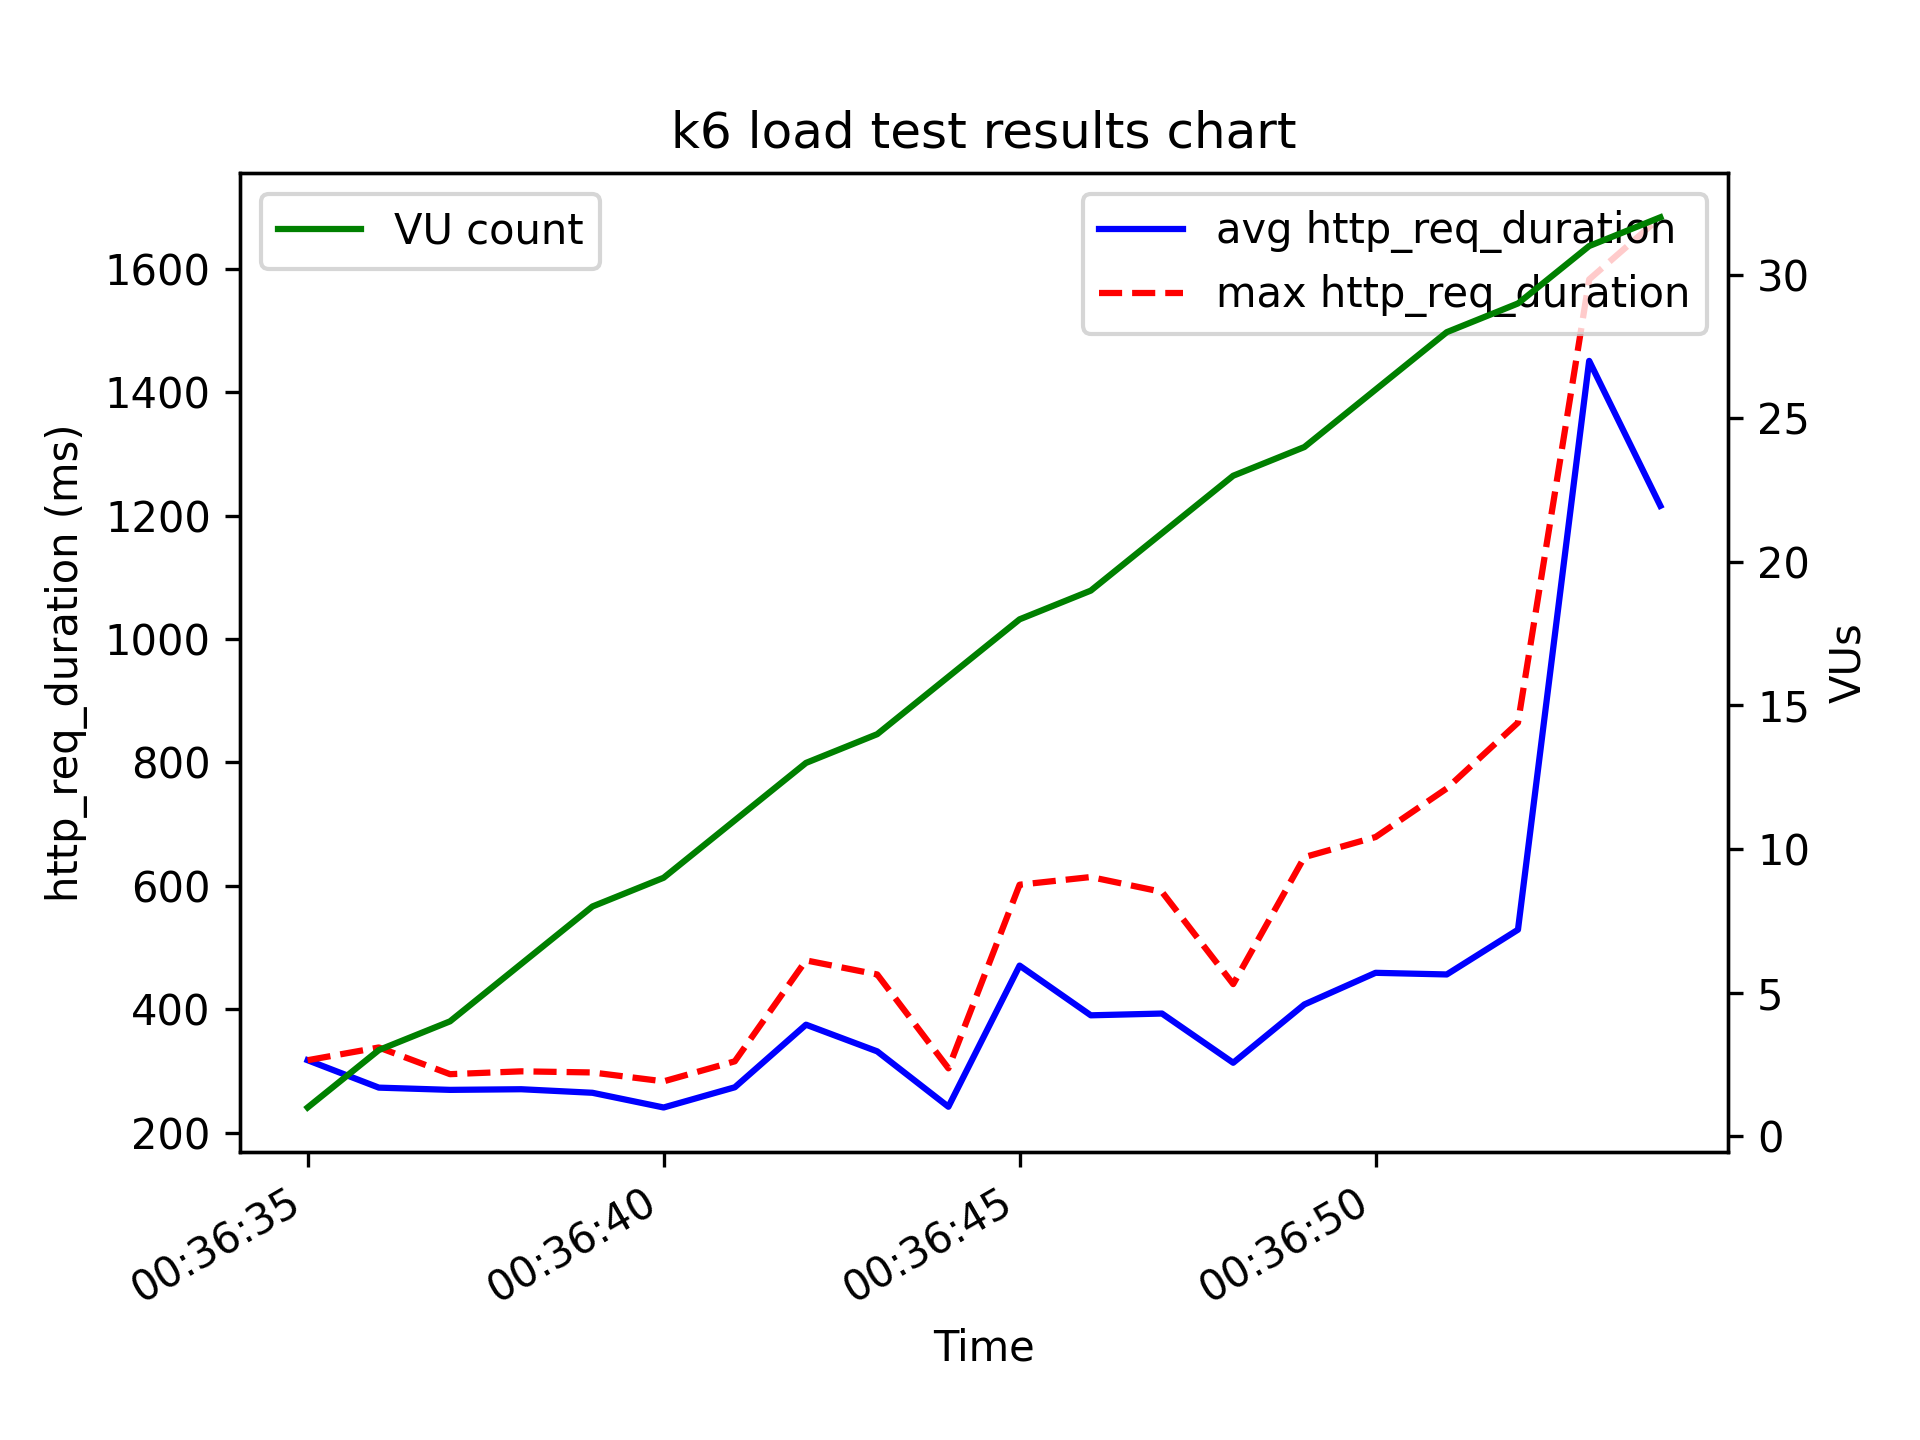 k6 load test results chart
VU count
avg http_req_duration
max http_req_duration
http_req_duration (ms)
1600
1400
1200
1000
800
600
400
200
30
25
20
15
10
5
0
VUs
00:36:35
00:36:40
00:36:45
00:36:50
Time